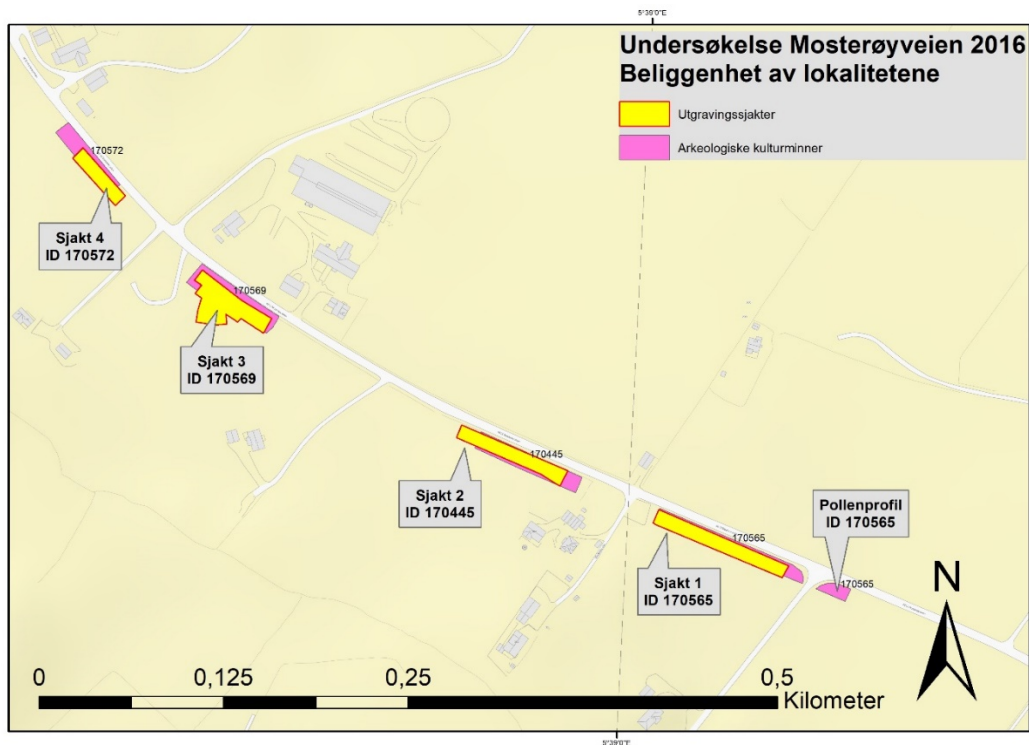 5°39'0"E
Undersøkelse Mosterøyveien 2016
Beliggenhet av lokalitetene
Utgravingssjakter
Arkeologiske kulturminner
170572
Sjakt 4
ID 170572
170569
Sjakt 3
ID 170569
170445
Sjakt 2
ID 170445
Pollenprofil
ID 170565
170565
170565
Sjakt 1
ID 170565
N
0
0,125
0,25
0,5
Kilometer
5°39'0"E